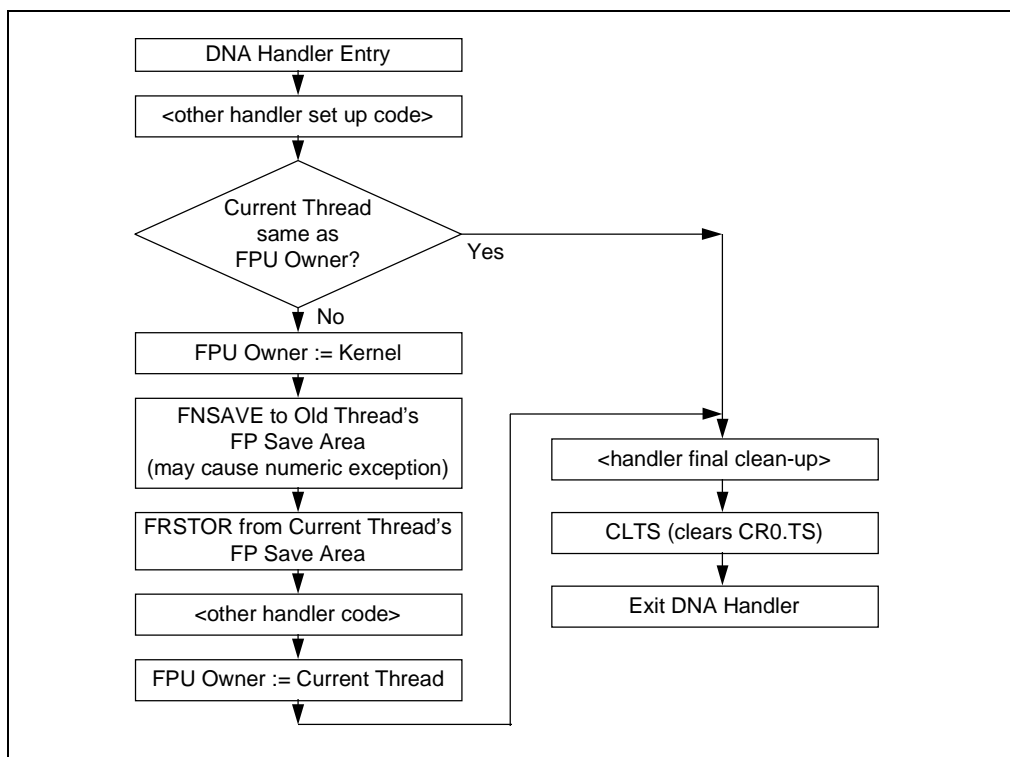 DNA Handler Entry
<other handler set up code>
Current Thread
same as
FPU Owner?
Yes
No
FPU Owner := Kernel
FNSAVE to Old Thread’s
FP Save Area
(may cause numeric exception)
FRSTOR from Current Thread’s
FP Save Area
<other handler code>
FPU Owner := Current Thread
<handler final clean-up>
CLTS (clears CR0.TS)
Exit DNA Handler